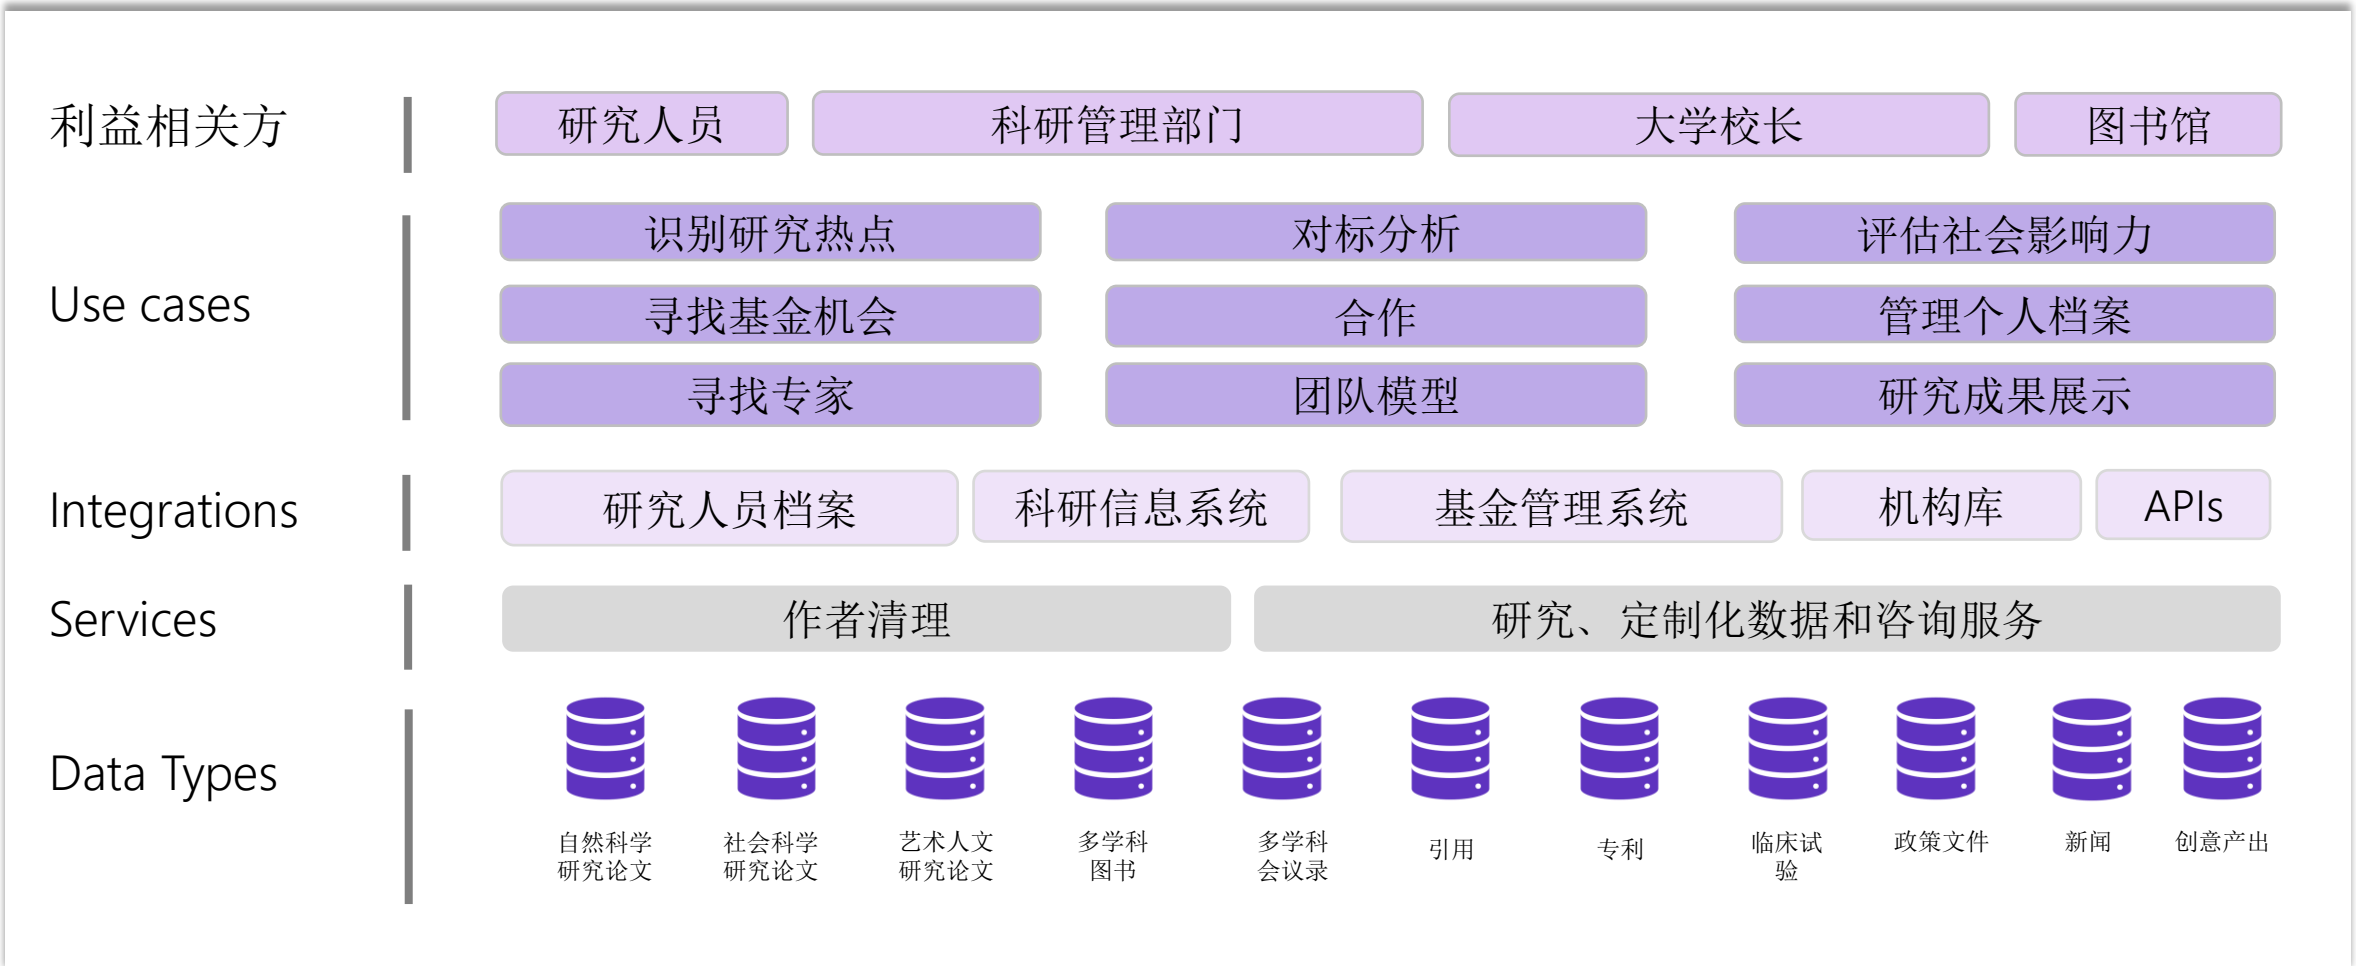 利益相关方
研究人员
科研管理部门
大学校长
图书馆
Use cases
识别研究热点
对标分析
评估社会影响力
寻找基金机会
合作
管理个人档案
寻找专家
团队模型
研究成果展示
Integrations
研究人员档案
科研信息系统
基金管理系统
机构库
APIs
Services
作者清理
研究、定制化数据和咨询服务
Data Types
自然科学
研究论文
社会科学
研究论文
艺术人文
研究论文
多学科
图书
多学科
会议录
引用
专利
临床试
验
政策文件
新闻
创意产出